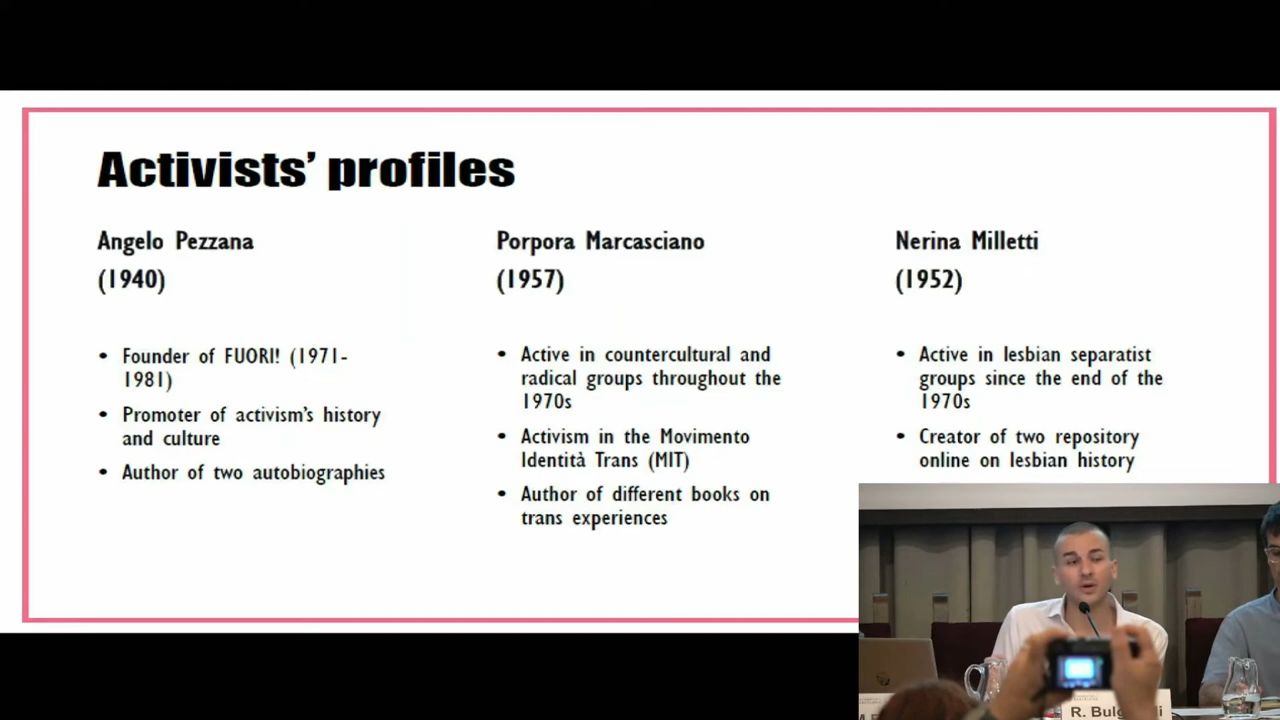 Activists' profiles
Angelo Pezzana
(1940)
• Founder of FUORI! (1971-
1981)
• Promoter of activism's history
and culture
• Author of two autobiographies
Porpora Marcasciano
(1957)
• Active in countercultural and
radical groups throughout the
1970s
• Activism in the Movimento
Identità Trans (MIT)
• Author of different books on
trans experiences
Nerina Milletti
(1952)
• Active in lesbian separatist
groups since the end of the
1970s
• Creator of two repository
online on lesbian history
R.